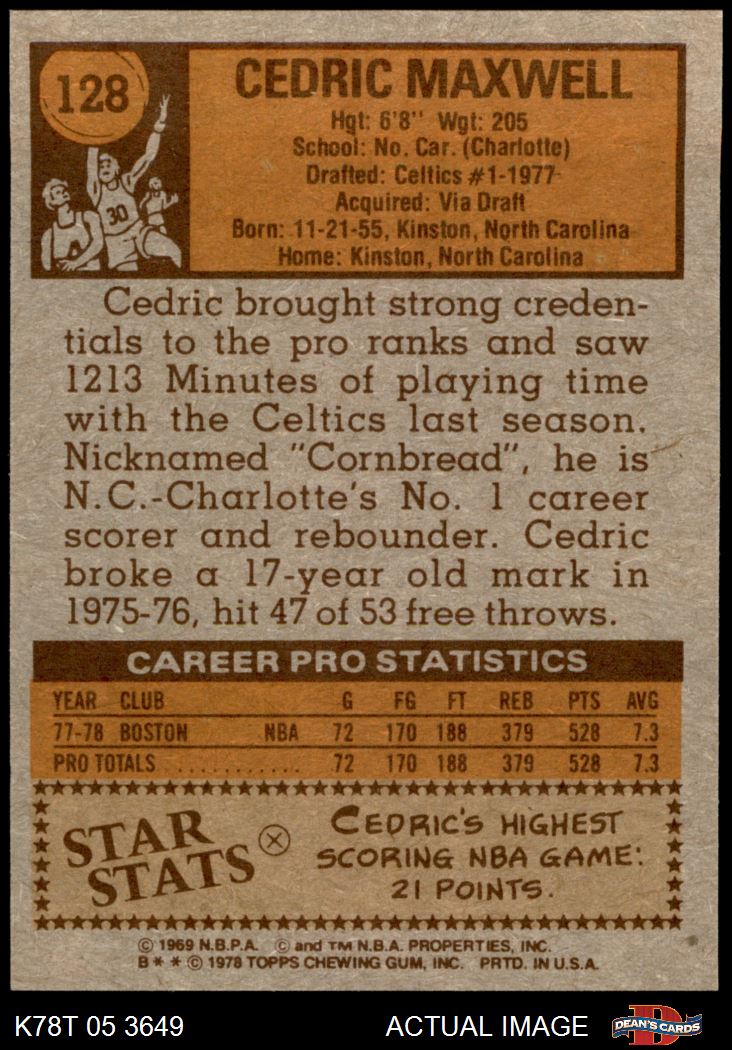 128
CEDRIC MAXWELL
Hgt: 6'8" Wgt: 205
School: No. Car. (Charlotte)
Drafted: Celtics #1-1977
Acquired: Via Draft
Born: 11-21-55, Kinston, North Carolina
Home: Kinston, North Carolina
30
Cedric brought strong creden-
tials to the pro ranks and saw
1213 Minutes of playing time
with the Celtics last season.
Nicknamed "Cornbread", he is
N.C.-Charlotte's No. 1 career
scorer and rebounder. Cedric
broke a 17-year old mark in
1975-76, hit 47 of 53 free throws.
CAREER PRO STATISTICS
YEAR CLUB G FG FT REB PTS AVG
77-78 BOSTON NBA 72 170 188 379 528 7.3
PRO TOTALS . . . . . . . . . . . 72 170 188 379 528 7.3
STAR
STATS
CEDRIC'S HIGHEST
SCORING NBA GAME:
21 POINTS.
© 1969 N.B.P.A. © and TM N.B.A. PROPERTIES, INC.
B * * © 1978 TOPPS CHEWING GUM, INC. PRTD. IN U.S.A.
K78T 05 3649 ACTUAL IMAGE
D
DEAN'S CARDS